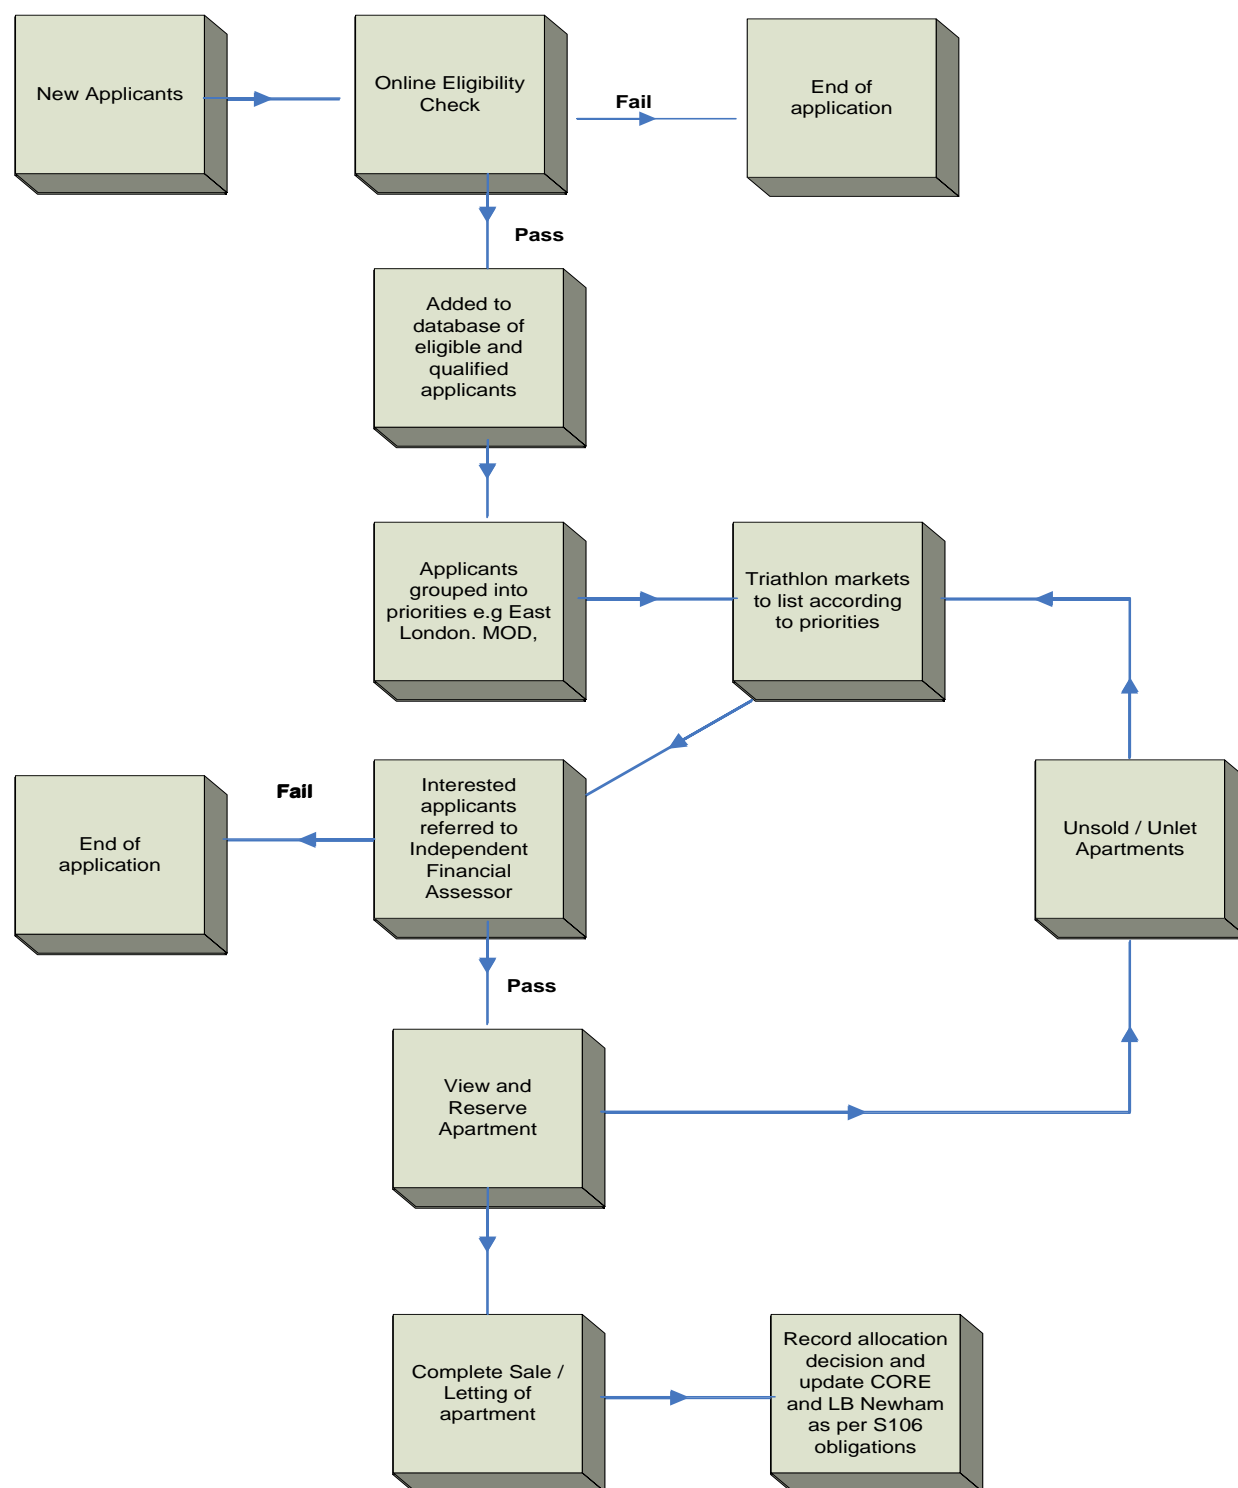 New Applicants
Online Eligibility
Check
Fail
End of
application
Pass
Added to
database of
eligible and
qualified
applicants
Applicants
grouped into
priorities e.g East
London. MOD,
Triathlon markets
to list according
to priorities
End of
application
Fail
Interested
applicants
referred to
Independent
Financial
Assessor
Unsold / Unlet
Apartments
Pass
View and
Reserve
Apartment
Complete Sale /
Letting of
apartment
Record allocation
decision and
update CORE
and LB Newham
as per S106
obligations